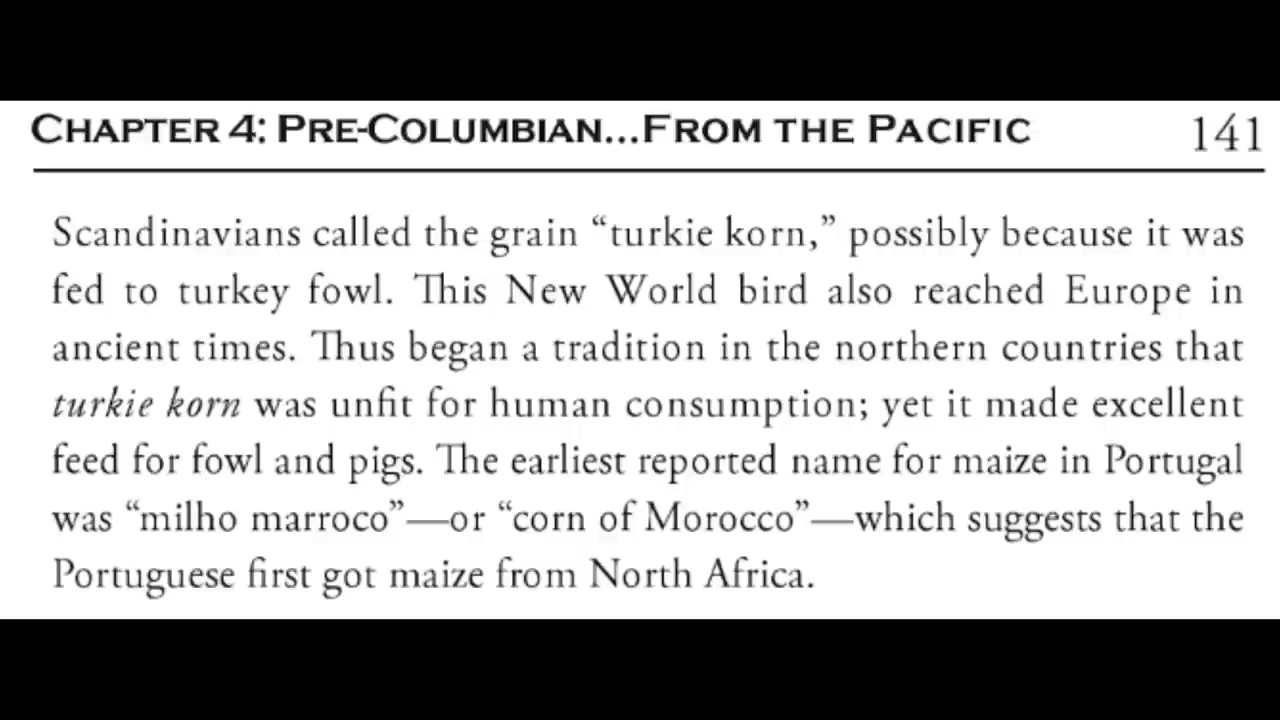 CHAPTER 4: PRE-COLUMBIAN...FROM THE PACIFIC 141
Scandinavians called the grain “turkie korn,” possibly because it was
fed to turkey fowl. This New World bird also reached Europe in
ancient times. Thus began a tradition in the northern countries that
turkie korn was unfit for human consumption; yet it made excellent
feed for fowl and pigs. The earliest reported name for maize in Portugal
was “milho marroco”—or “corn of Morocco”—which suggests that the
Portuguese first got maize from North Africa.